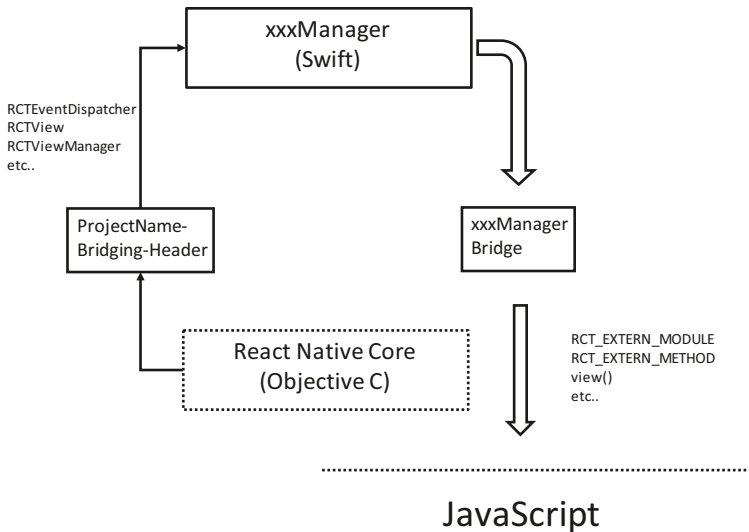 xxxManager
(Swift)
RCTEventDispatcher
RCTView
RCTViewManager
etc..
ProjectName-
Bridging-Header
xxxManager
Bridge
React Native Core
(Objective C)
RCT_EXTERN_MODULE
RCT_EXTERN_METHOD
view()
etc..
JavaScript